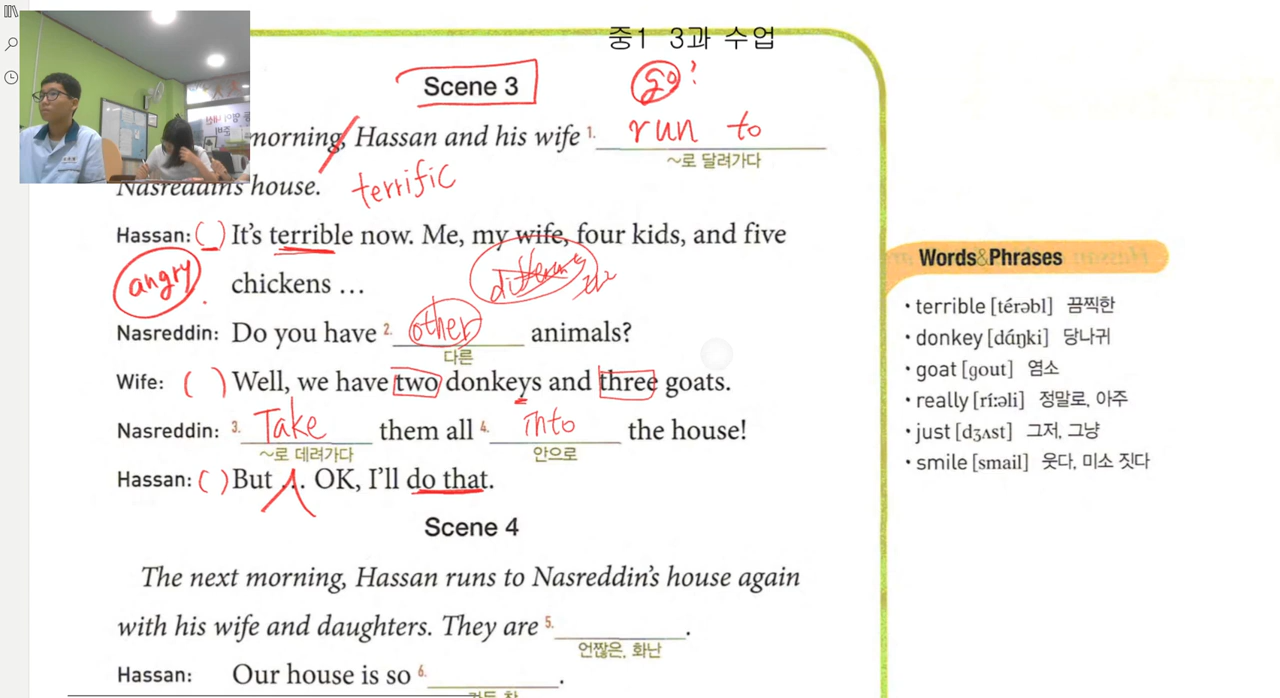 중1 3과 수업
Scene 3
go?
morning, Hassan and his wife 1. run to
~로 달려가다
Nasreddin's house. terrific
Hassan: ( ) It's terrible now. Me, my wife, four kids, and five
angry chickens ...
Nasreddin: Do you have 2. other animals?
다른
Wife: ( ) Well, we have two donkeys and three goats.
Nasreddin: 3. Take them all 4. into the house!
~로 데려가다 안으로
Hassan: ( ) But ... OK, I'll do that.
Scene 4
The next morning, Hassan runs to Nasreddin's house again
with his wife and daughters. They are 5. .
언짢은, 화난
Hassan: Our house is so 6. .
Words&Phrases
• terrible [térəbl] 끔찍한
• donkey [dáŋki] 당나귀
• goat [gout] 염소
• really [ríːəli] 정말로, 아주
• just [dʒʌst] 그저, 그냥
• smile [smail] 웃다, 미소 짓다